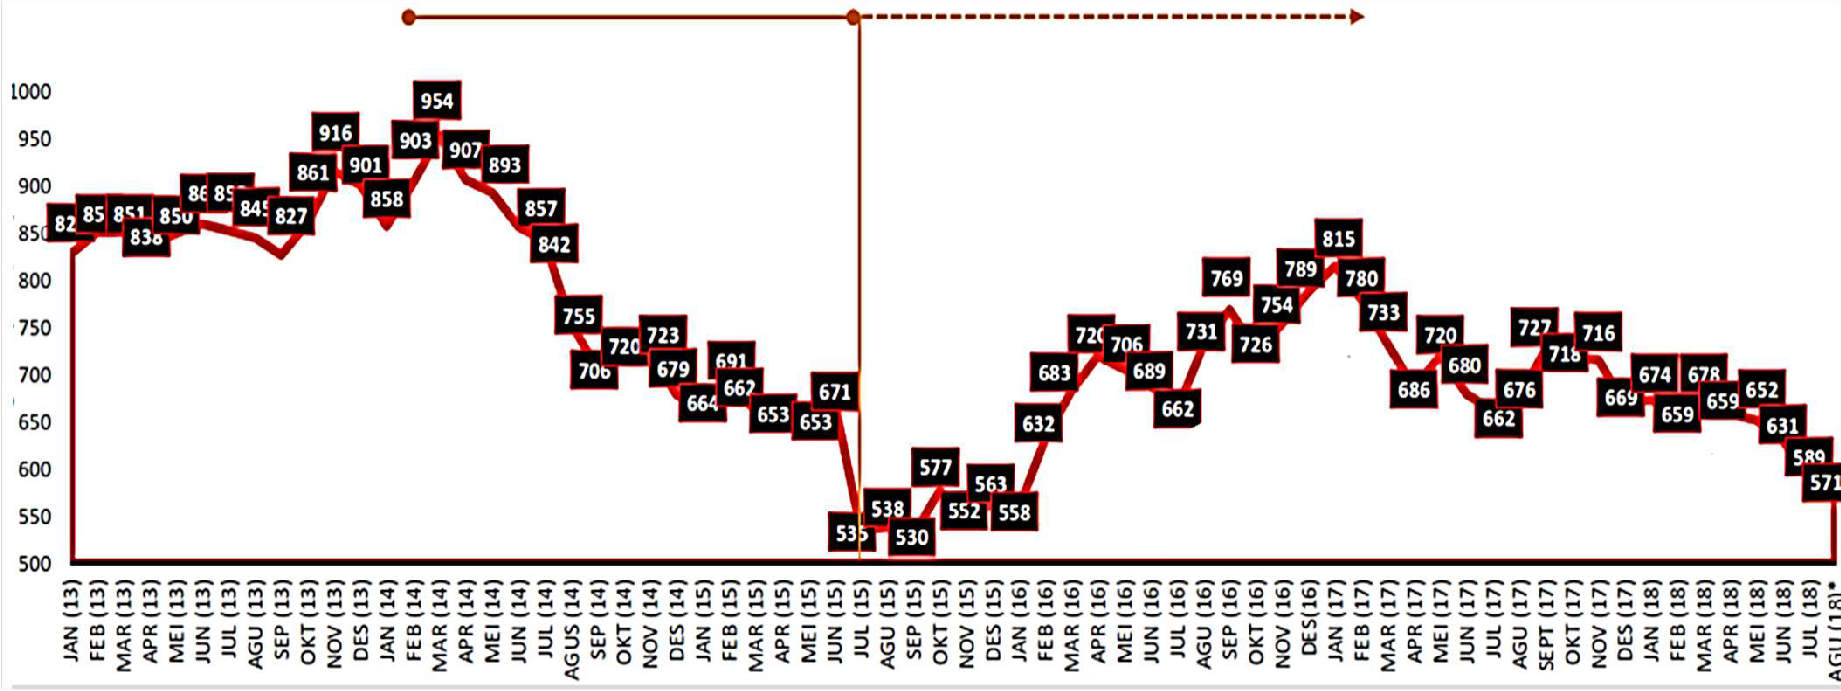 1000
950
900
850
800
750
700
650
600
550
500
851
838
850
845
827
861
916
901
858
903
954
907
893
857
842
755
706
720
723
679
664
691
662
653
653
671
535
538
530
577
552
563
558
632
683
720
706
689
662
731
769
726
754
789
815
780
733
686
720
680
662
676
727
718
716
669
674
659
678
659
652
631
589
571
JAN (13)
FEB (13)
MAR (13)
APR (13)
MEI (13)
JUN (13)
JUL (13)
AGU (13)
SEP (13)
OKT (13)
NOV (13)
DES (13)
JAN (14)
FEB (14)
MAR (14)
APR (14)
MEI (14)
JUN (14)
JUL (14)
AGUS (14)
SEP (14)
OKT (14)
NOV (14)
DES (14)
JAN (15)
FEB (15)
MAR (15)
APR (15)
MEI (15)
JUN (15)
JUL (15)
AGU (15)
SEP (15)
OKT (15)
NOV (15)
DES (15)
JAN (16)
FEB (16)
MAR (16)
APR (16)
MEI (16)
JUN (16)
JUL (16)
AGU (16)
SEP (16)
OKT (16)
NOV (16)
DES(16)
JAN (17)
FEB (17)
MAR (17)
APR (17)
MEI (17)
JUN (17)
JUL (17)
AGU (17)
SEPT (17)
OKT (17)
NOV (17)
DES (17)
JAN (18)
FEB (18)
MAR (18)
APR (18)
MEI (18)
JUN (18)
JUL (18)
AGU (18)*